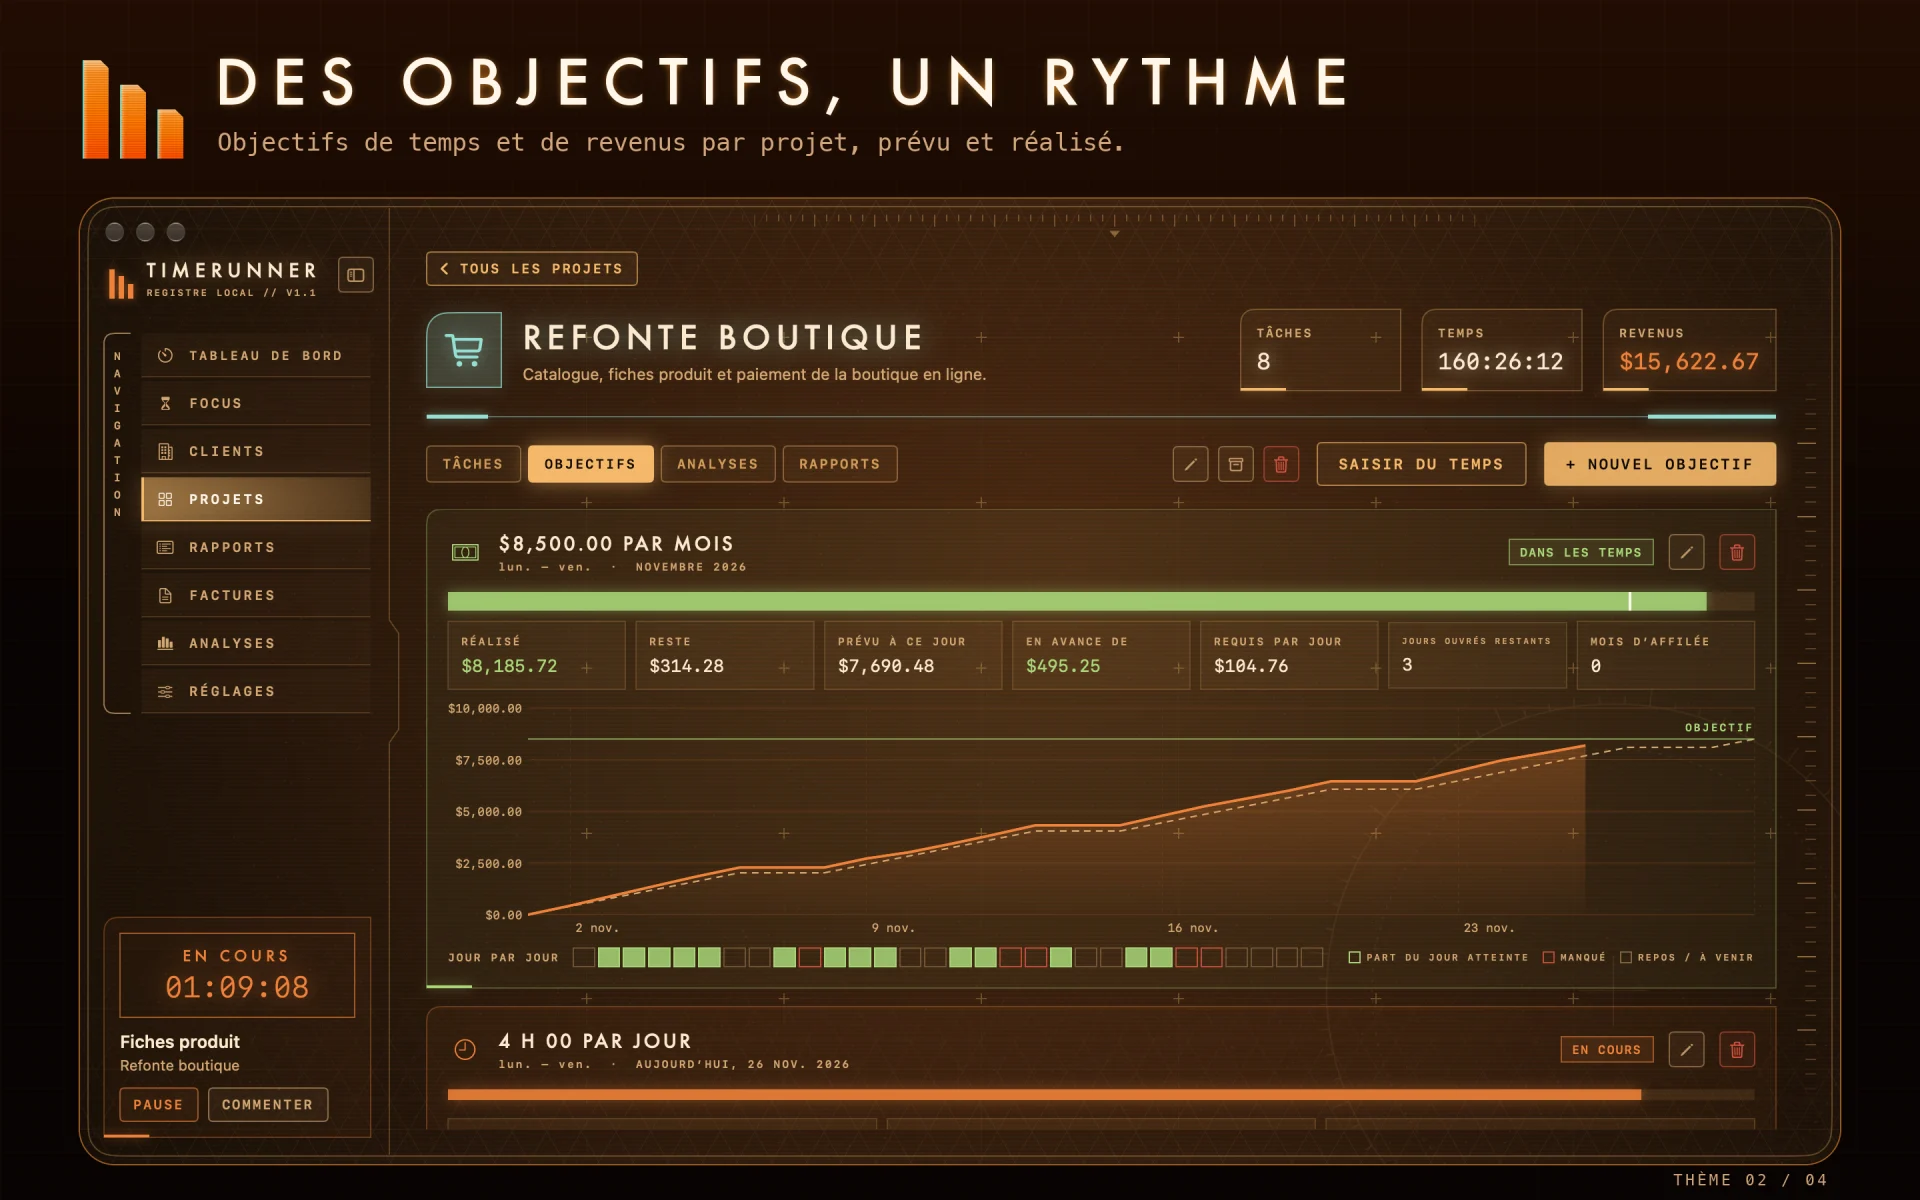 DES OBJECTIFS, UN RYTHME
Objectifs de temps et de revenus par projet, prévu et réalisé.
TIMERUNNER
REGISTRE LOCAL // V1.1
NAVIGATION
TABLEAU DE BORD
FOCUS
CLIENTS
PROJETS
RAPPORTS
FACTURES
ANALYSES
RÉGLAGES
EN COURS
01:09:08
Fiches produit
Refonte boutique
PAUSE COMMENTER
TOUS LES PROJETS
REFONTE BOUTIQUE
Catalogue, fiches produit et paiement de la boutique en ligne.
TÂCHES
8
TEMPS
160:26:12
REVENUS
$15,622.67
TÂCHES OBJECTIFS ANALYSES RAPPORTS
SAISIR DU TEMPS + NOUVEL OBJECTIF
$8,500.00 PAR MOIS
lun. – ven. · NOVEMBRE 2026
DANS LES TEMPS
RÉALISÉ
$8,185.72
RESTE
$314.28
PRÉVU À CE JOUR
$7,690.48
EN AVANCE DE
$495.25
REQUIS PAR JOUR
$104.76
JOURS OUVRÉS RESTANTS
3
MOIS D'AFFILÉE
0
$10,000.00
OBJECTIF
$7,500.00
$5,000.00
$2,500.00
$0.00
2 nov. 9 nov. 16 nov. 23 nov.
JOUR PAR JOUR
PART DU JOUR ATTEINTE MANQUÉ REPOS / À VENIR
4 H 00 PAR JOUR
lun. – ven. · AUJOURD'HUI, 26 NOV. 2026
EN COURS
THÈME 02 / 04